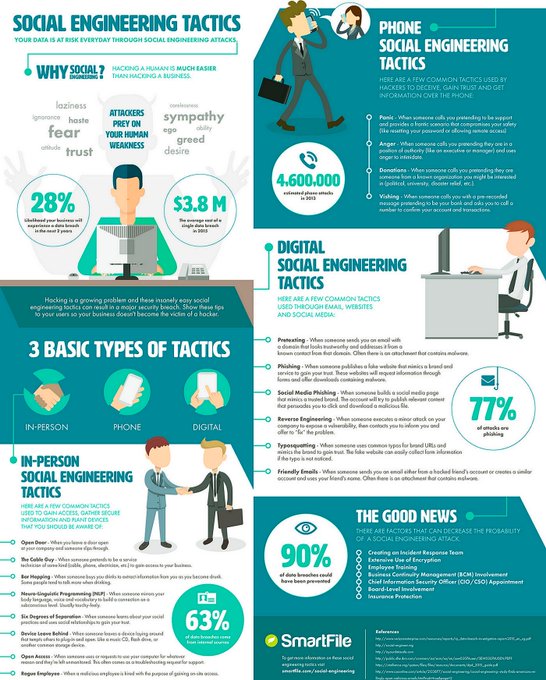 SOCIAL ENGINEERING TACTICS
YOUR DATA IS AT RISK EVERYDAY THROUGH SOCIAL ENGINEERING ATTACKS.
WHY SOCIAL ENGINEERING?
HACKING A HUMAN IS MUCH EASIER
THAN HACKING A BUSINESS.
laziness
ignorance
haste
fear
attitude
trust
ATTACKERS
PREY ON
YOUR HUMAN
WEAKNESS
carelessness
sympathy
ego
ability
greed
desire
28%
Likelihood your business will
experience a data breach
in the next 2 years
$3.8 M
The average cost of a
single data breach
in 2015
Hacking is a growing problem and these insanely easy social
engineering tactics can result in a major security breach. Show these tips
to your users so your business doesn't become the victim of a hacker.
3 BASIC TYPES OF TACTICS
IN-PERSON
PHONE
DIGITAL
IN-PERSON
SOCIAL ENGINEERING
TACTICS
HERE ARE A FEW COMMON TACTICS
USED TO GAIN ACCESS, GATHER SECURE
INFORMATION AND PLANT DEVICES
THAT YOU SHOULD BE AWARE OF:
Open Door - When you leave a door open
at your company and someone slips through.
The Cable Guy - When someone pretends to be a service
technician of some kind (cable, phone, electrician, etc.) to gain access to your business.
Bar Hopping - When someone buys you drinks to extract information from you as you become drunk.
Some people tend to talk more when drinking.
Neuro-Linguistic Programming (NLP) - When someone mirrors your
body language, voice and vocabulary to build a connection on a
subconscious level. Usually touchy-feely.
Six Degrees of Separation - When someone learns about your social
practices and uses social relationships to gain your trust.
Device Leave Behind - When someone leaves a device laying around
that tempts others to plug-in and open. Like a music CD, flash drive, or
another common storage device.
Open Access - When someone uses or requests to use your computer for whatever
reason and they're left unmonitored. This often comes as a troubleshooting request for support.
Rogue Employee - When a malicious employee is hired with the purpose of gaining on-site access.
63%
of data breaches come
from internal sources
PHONE
SOCIAL ENGINEERING
TACTICS
HERE ARE A FEW COMMON TACTICS USED BY
HACKERS TO DECEIVE, GAIN TRUST AND GET
INFORMATION OVER THE PHONE:
4,600,000
estimated phone attacks
in 2013
Panic - When someone calls you pretending to be support
and provides a frantic scenario that compromises your safety
(like resetting your password or allowing remote access)
Anger - When someone calls you pretending they are in a
position of authority (like an executive or manager) and uses
anger to intimidate.
Donations - When someone calls you pretending they are
someone from a known organization you might be interested
in (political, university, disaster relief, etc.)
Vishing - When someone calls you with a pre-recorded
message pretending to be your bank and asks you to call a
number to confirm your account and transactions.
DIGITAL
SOCIAL ENGINEERING
TACTICS
HERE ARE A FEW COMMON TACTICS
USED THROUGH EMAIL, WEBSITES
AND SOCIAL MEDIA:
Pretexting - When someone sends you an email with
a domain that looks trustworthy and addresses it from a
known contact from that domain. Often there is an attachment that contains malware.
Phishing - When someone publishes a fake website that mimics a brand and
service to gain your trust. These websites will request information through
forms and offer downloads containing malware.
Social Media Phishing - When someone builds a social media page
that mimics a trusted brand. The account will try to publish relevant content
that persuades you to click and download a malicious file.
Reverse Engineering - When someone executes a minor attack on your
company to expose a vulnerability, then contacts you to inform you and
offer to "fix" the problem.
Typosquatting - When someone uses common typos for brand URLs and
mimics the brand to gain trust. The fake website can easily collect form information
if the typo is not noticed.
Friendly Emails - When someone sends you an email either from a hacked friend's account or creates a similar
account and uses your friend's name. Often there is an attachment that contains malware.
77%
of attacks are
phishing
THE GOOD NEWS
THERE ARE FACTORS THAT CAN DECREASE THE PROBABILITY
OF A SOCIAL ENGINEERING ATTACK:
90%
of data breaches could
have been prevented
Creating an Incident Response Team
Extensive Use of Encryption
Employee Training
Business Continuity Management (BCM) Involvement
Chief Information Security Officer (CIO/CSO) Appointment
Board-Level Involvement
Insurance Protection
SmartFile
To get more information on these social
engineering tactics visit
smartfile.com/social-engineering
References